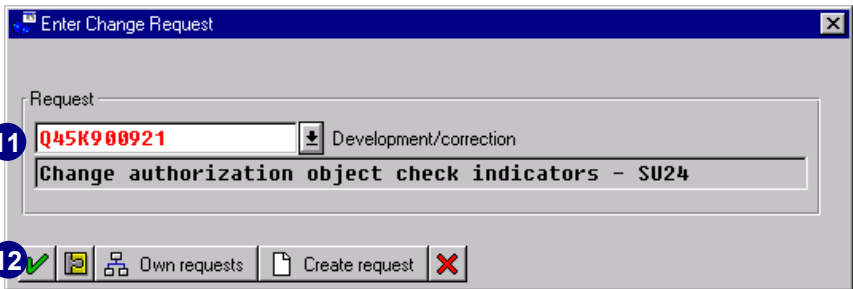 Enter Change Request
Request
11 Q45K900921 Development/correction
Change authorization object check indicators - SU24
12 Own requests Create request